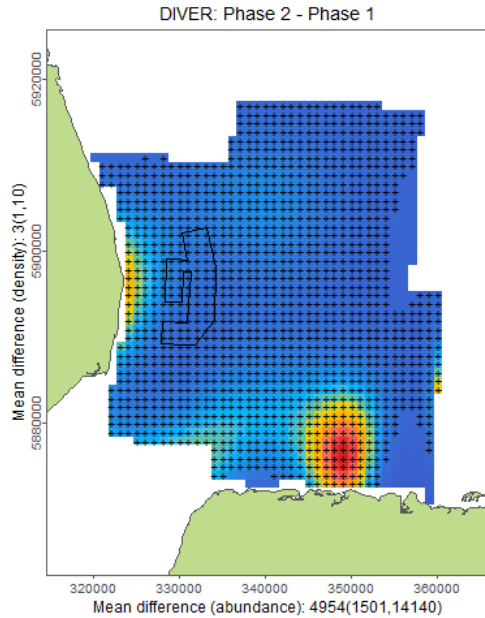 DIVER: Phase 2 - Phase 1
Mean difference (density): 3(1,10)
5920000
5900000
5880000
320000 330000 340000 350000 360000
Mean difference (abundance): 4954(1501,14140)